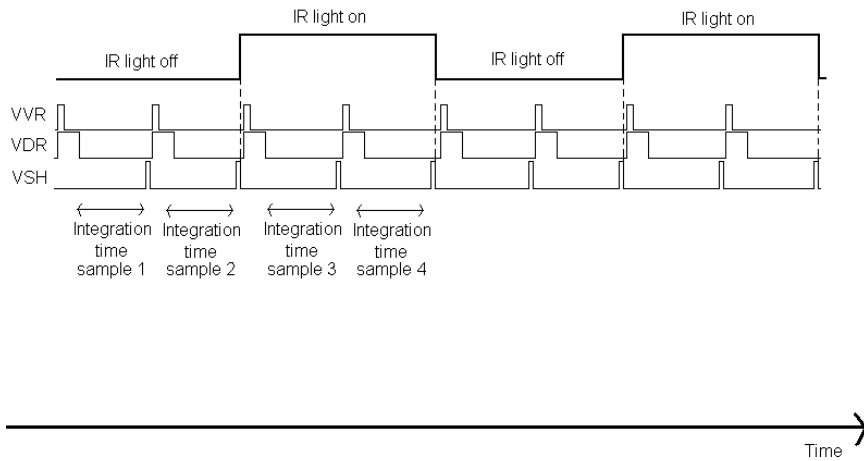 IR light on
IR light on
IR light off
IR light off
VVR
VDR
VSH
Integration
time
sample 1
Integration
time
sample 2
Integration
time
sample 3
Integration
time
sample 4
Time